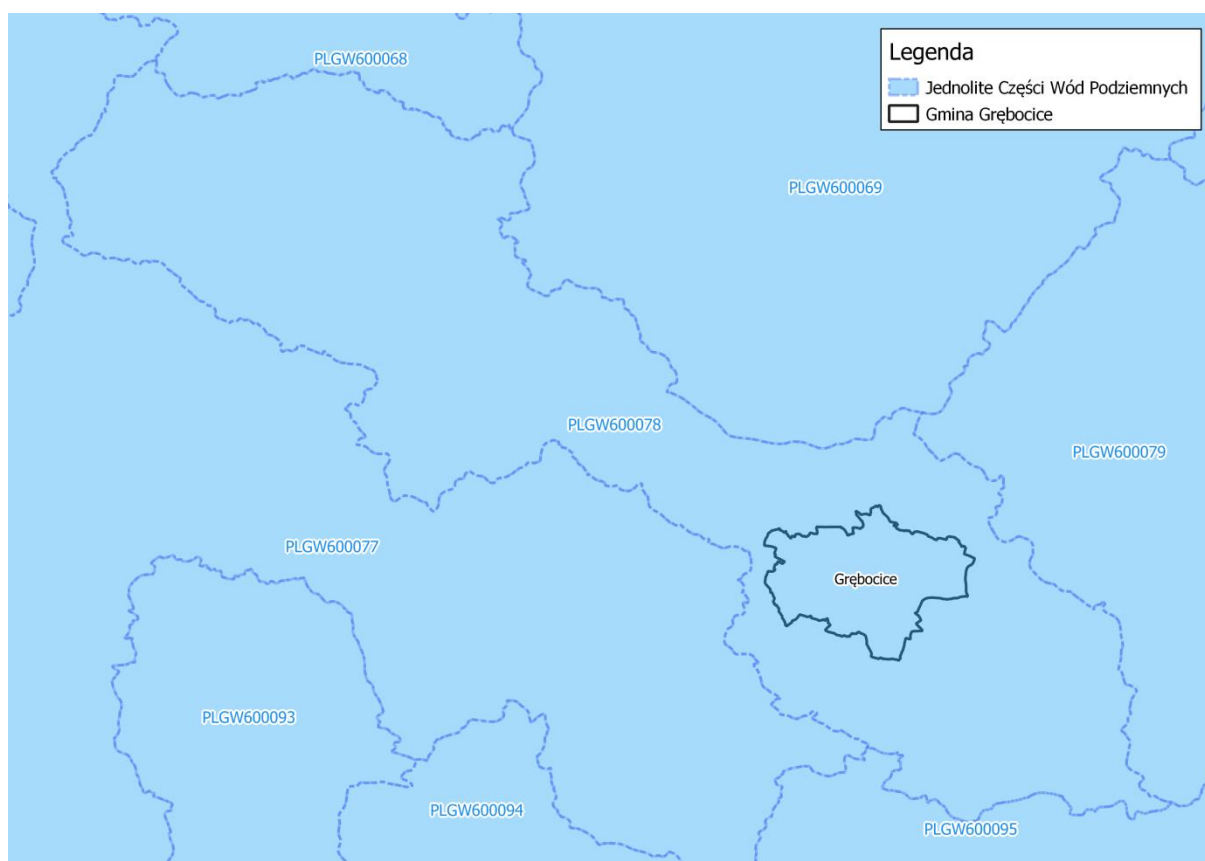 PLGW600068
Legenda
Jednolite Części Wód Podziemnych
Gmina Grębocice
PLGW600069
PLGW600078
PLGW600079
PLGW600077
Grębocice
PLGW600093
PLGW600094
PLGW600095